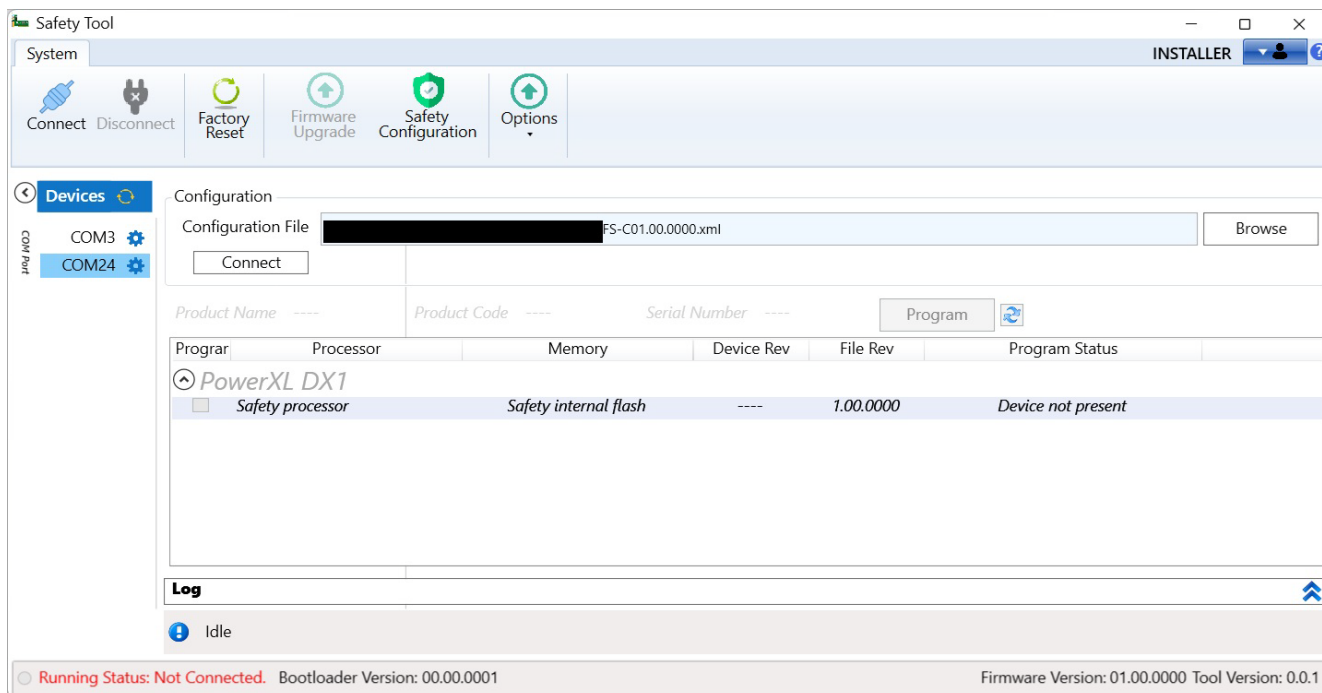 Safety Tool
System
INSTALLER
Connect
Disconnect
Factory
Reset
Firmware
Upgrade
Safety
Configuration
Options
Devices
COM Port
COM3
COM24
Configuration
Configuration File
FS-C01.00.0000.xml
Browse
Connect
Product Name ----
Product Code ----
Serial Number ----
Program
Prograr Processor Memory Device Rev File Rev Program Status
PowerXL DX1
Safety processor Safety internal flash ---- 1.00.0000 Device not present
Log
Idle
Running Status: Not Connected. Bootloader Version: 00.00.0001 Firmware Version: 01.00.0000 Tool Version: 0.0.1